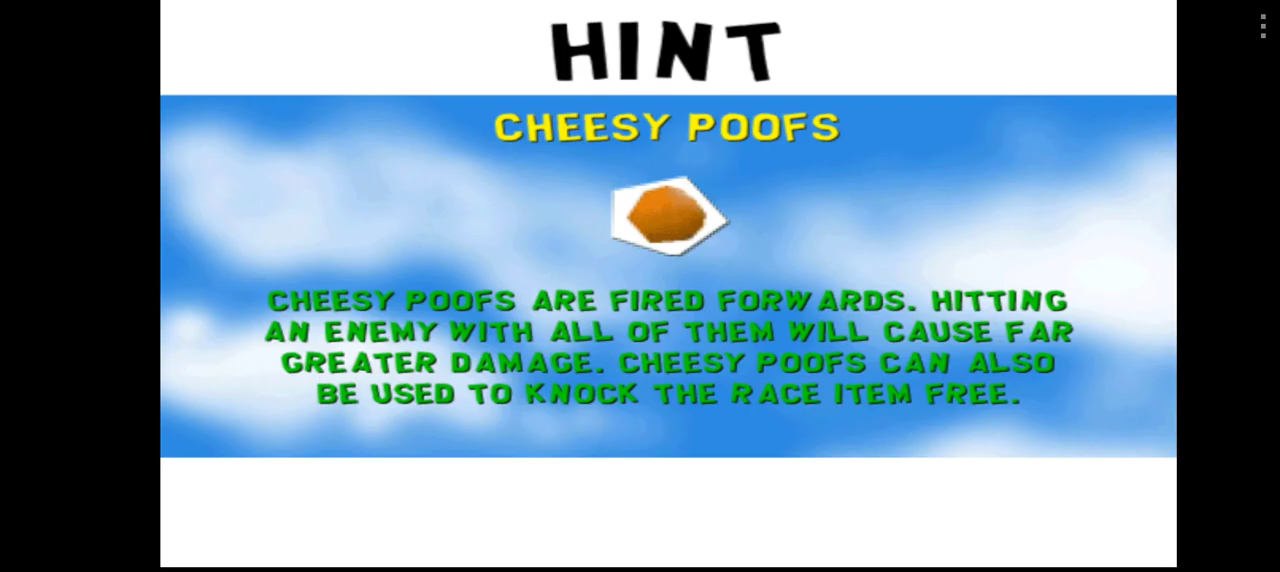 HINT
CHEESY POOFS
CHEESY POOFS ARE FIRED FORWARDS. HITTING
AN ENEMY WITH ALL OF THEM WILL CAUSE FAR
GREATER DAMAGE. CHEESY POOFS CAN ALSO
BE USED TO KNOCK THE RACE ITEM FREE.